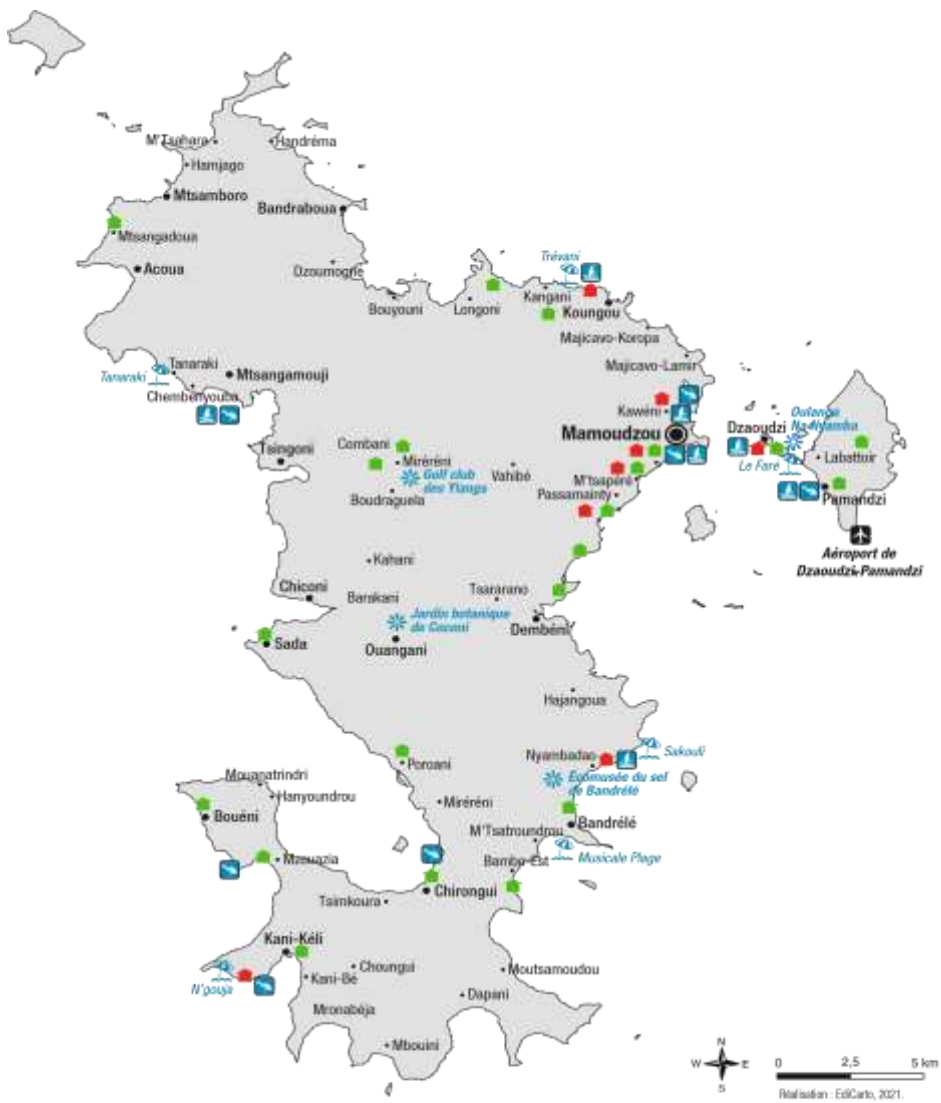 M'Tsahara
Handréma
Hamjago
Mtsamboro
Bandraboua
Mtsangadoua
Acoua
Dzoumogne
Trévani
Kangani
Bouyouni
Longoni
Koungou
Majicavo-Koropa
Majicavo-Lamir
Tanaraki
Tanaraki
Mtsangamouji
Chembenyouba
Kawéni
Mamoudzou
Dzaoudzi
Labattoir
Le Faré
Pamandzi
Aéroport de
Dzaoudzi-Pamandzi
Combani
Tsingoni
Miréréni
Golf club
des Ylangs
Vahibé
Boudraguela
M'tsapéré
Passamainty
Kahani
Chiconi
Barakani
Tsararano
Jardin botanique
de Coconi
Dembéni
Sada
Ouangani
Hajangoua
Poroani
Nyambadao
Sakouli
Ecomusée du sel
de Bandrélé
Mouanatrindri
Hanyoundrou
Miréréni
Bouéni
Bandrélé
M'Tsatroundrou
Musicale Plage
Mzouazia
Bambo-Est
Chirongui
Tsimkoura
Kani-Kéli
Choungui
Moutsamoudou
N'gouja
Kani-Bé
Dapani
Mronabéja
Mbouini
N
W E
S
0 2,5 5 km
Réalisation : EdiCarto, 2021.